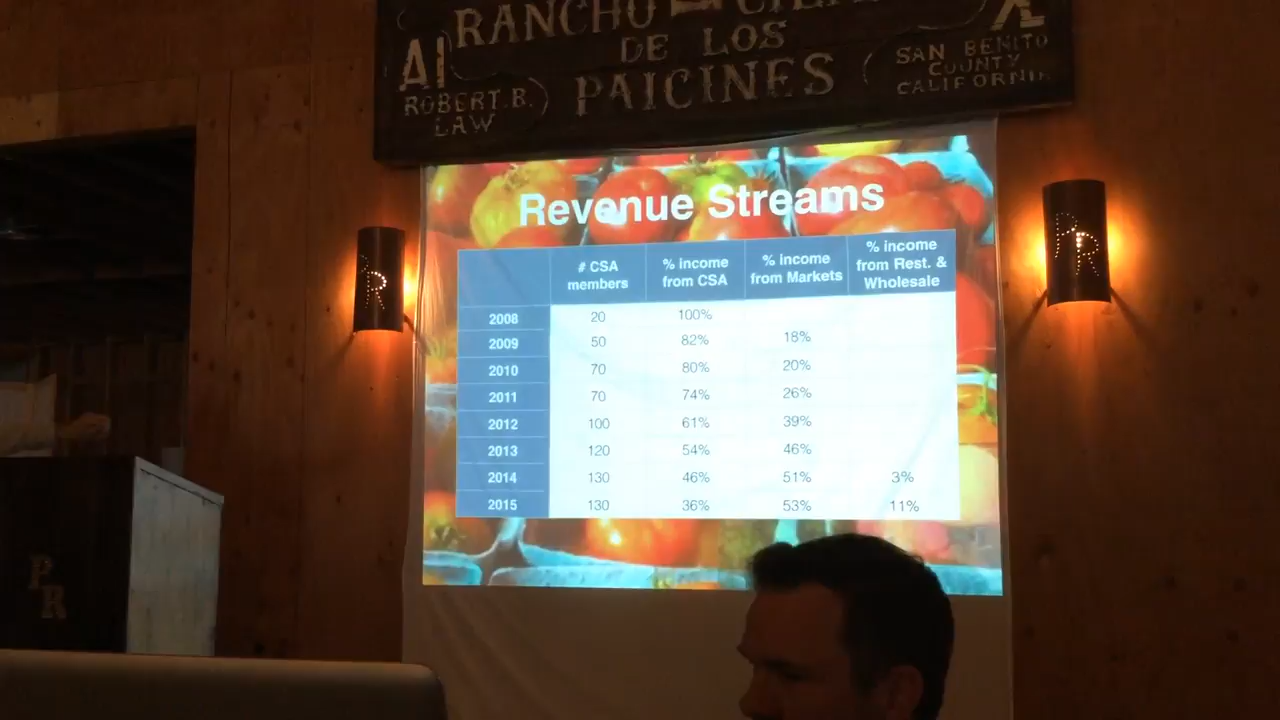 RANCHO
DE LOS
PAICINES
AI
ROBERT. B.
LAW
SAN BENITO
COUNTY
CALIFORNIA
R
PR
PR
Revenue Streams
# CSA members % income from CSA % income from Markets % income from Rest. & Wholesale
2008 20 100%
2009 50 82% 18%
2010 70 80% 20%
2011 70 74% 26%
2012 100 61% 39%
2013 120 54% 46%
2014 130 46% 51% 3%
2015 130 36% 53% 11%